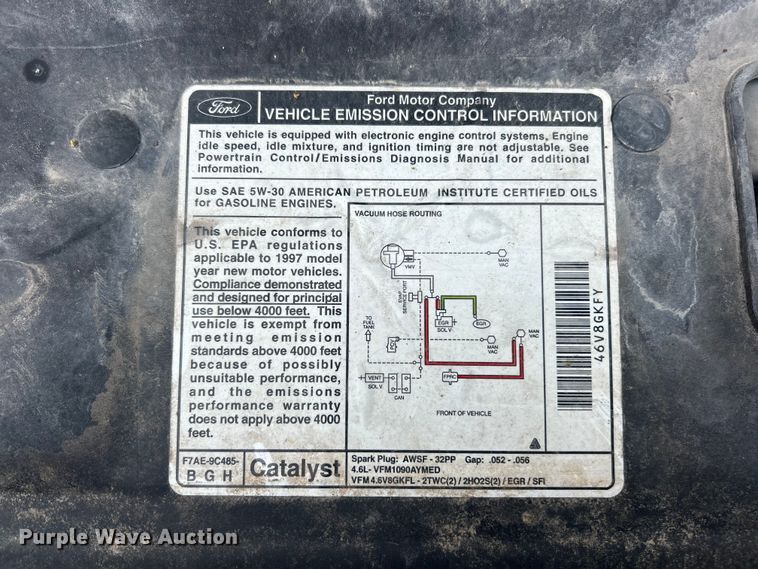 Ford
Ford Motor Company
VEHICLE EMISSION CONTROL INFORMATION
This vehicle is equipped with electronic engine control systems, Engine
idle speed, idle mixture, and ignition timing are not adjustable. See
Powertrain Control/Emissions Diagnosis Manual for additional
information.
Use SAE 5W-30 AMERICAN PETROLEUM INSTITUTE CERTIFIED OILS
for GASOLINE ENGINES.
This vehicle conforms to
U.S. EPA regulations
applicable to 1997 model
year new motor vehicles.
Compliance demonstrated
and designed for principal
use below 4000 feet. This
vehicle is exempt from
meeting emission
standards above 4000 feet
because of possibly
unsuitable performance,
and the emissions
performance warranty
does not apply above 4000
feet.
VACUUM HOSE ROUTING
VMV
MAN
VAC
EVAP
SERVICE PORT
TO
FUEL
TANK
PCV
EGR
SOL V
EGR
MAN
VAC
MAN
VAC
VENT
SOL V
CAN
FPRC
FRONT OF VEHICLE
46V8GKFY
F7AE-9C485-
B G H
Catalyst
Spark Plug: AWSF - 32PP Gap: .052 - .056
4.6L- VFM1090AYMED
VFM 4.6V8GKFL - 2TWC(2) / 2HO2S(2) / EGR / SFI
Purple Wave Auction